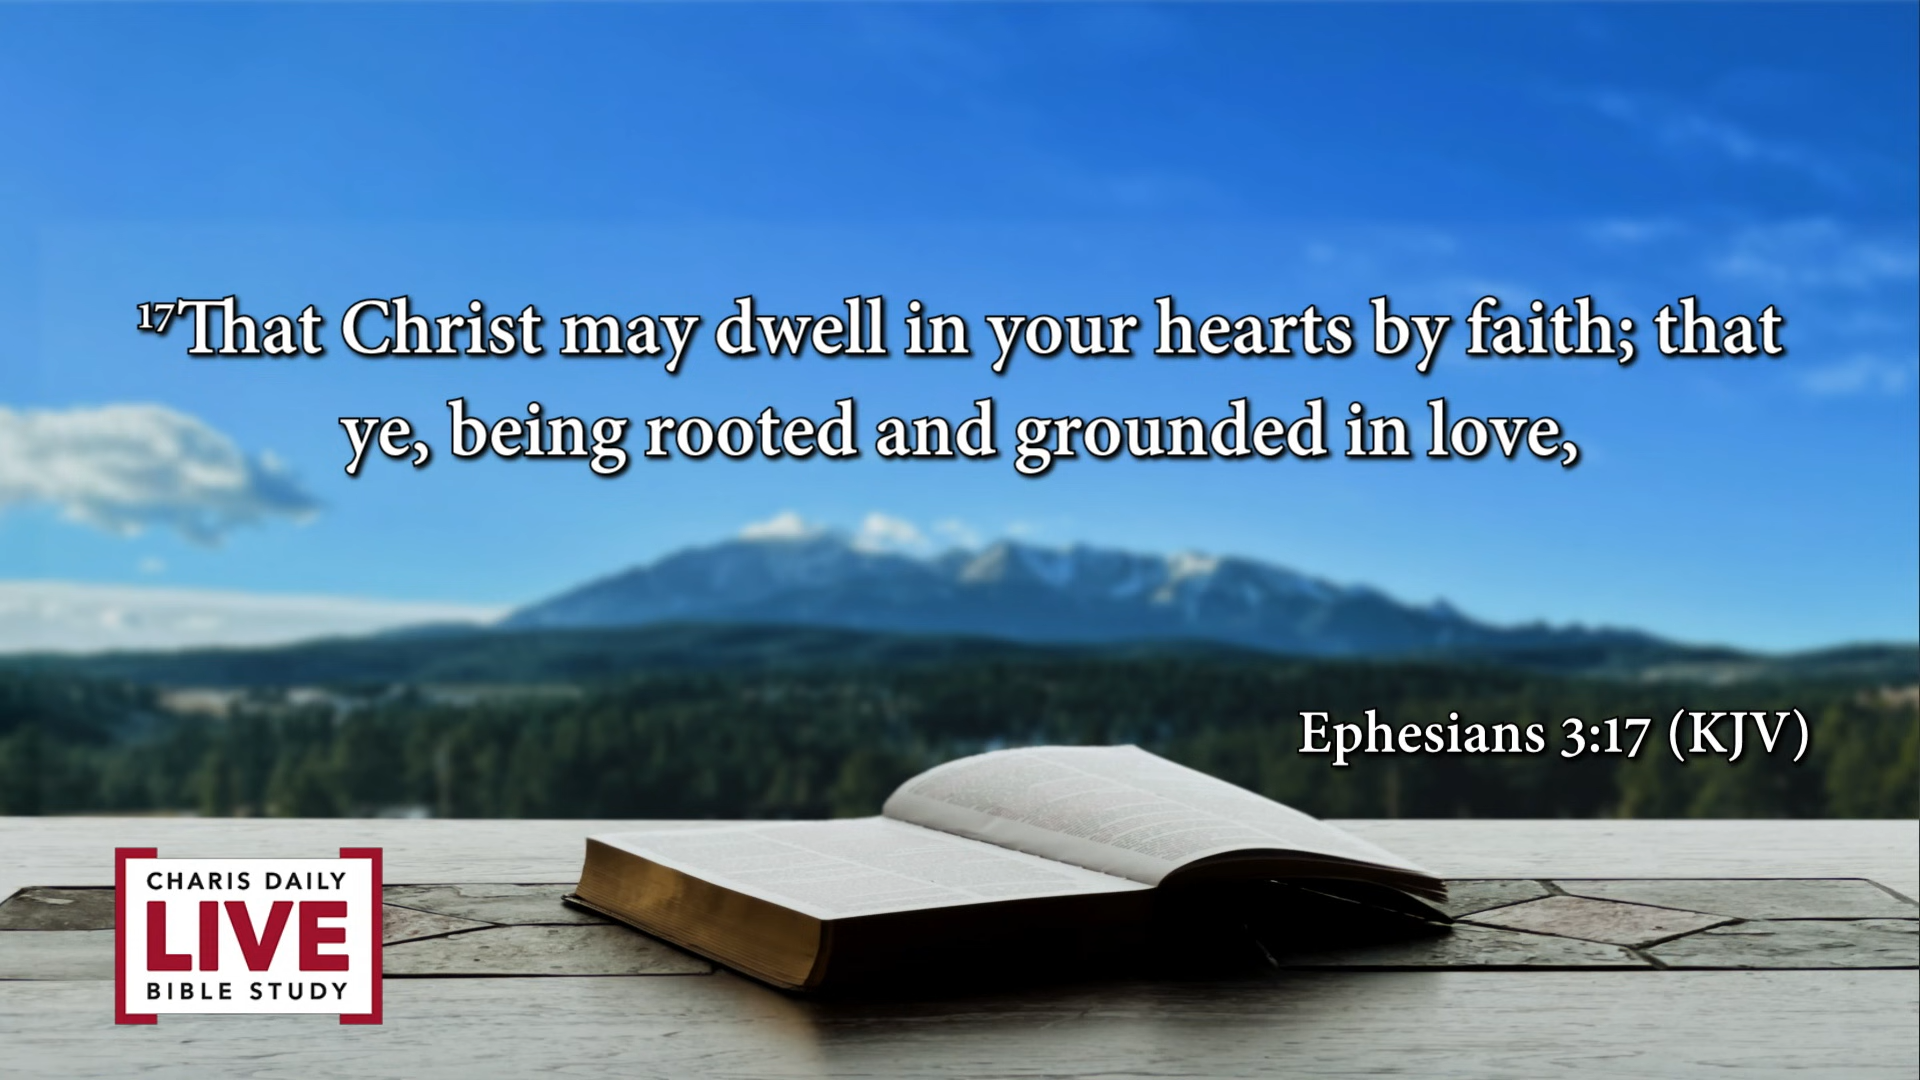 ¹⁷That Christ may dwell in your hearts by faith; that
ye, being rooted and grounded in love,
Ephesians 3:17 (KJV)
CHARIS DAILY
LIVE
BIBLE STUDY